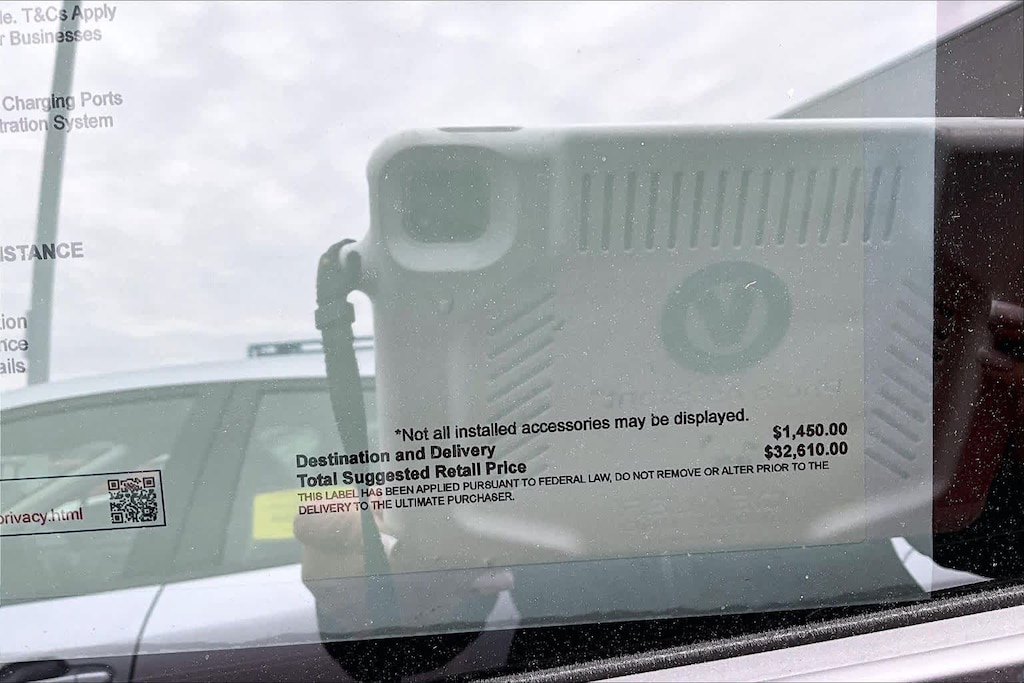 le. T&Cs Apply
r Businesses
Charging Ports
tration System
ISTANCE
ion
nce
ails
*Not all installed accessories may be displayed.
Destination and Delivery $1,450.00
Total Suggested Retail Price $32,610.00
THIS LABEL HAS BEEN APPLIED PURSUANT TO FEDERAL LAW, DO NOT REMOVE OR ALTER PRIOR TO THE
DELIVERY TO THE ULTIMATE PURCHASER.
privacy.html